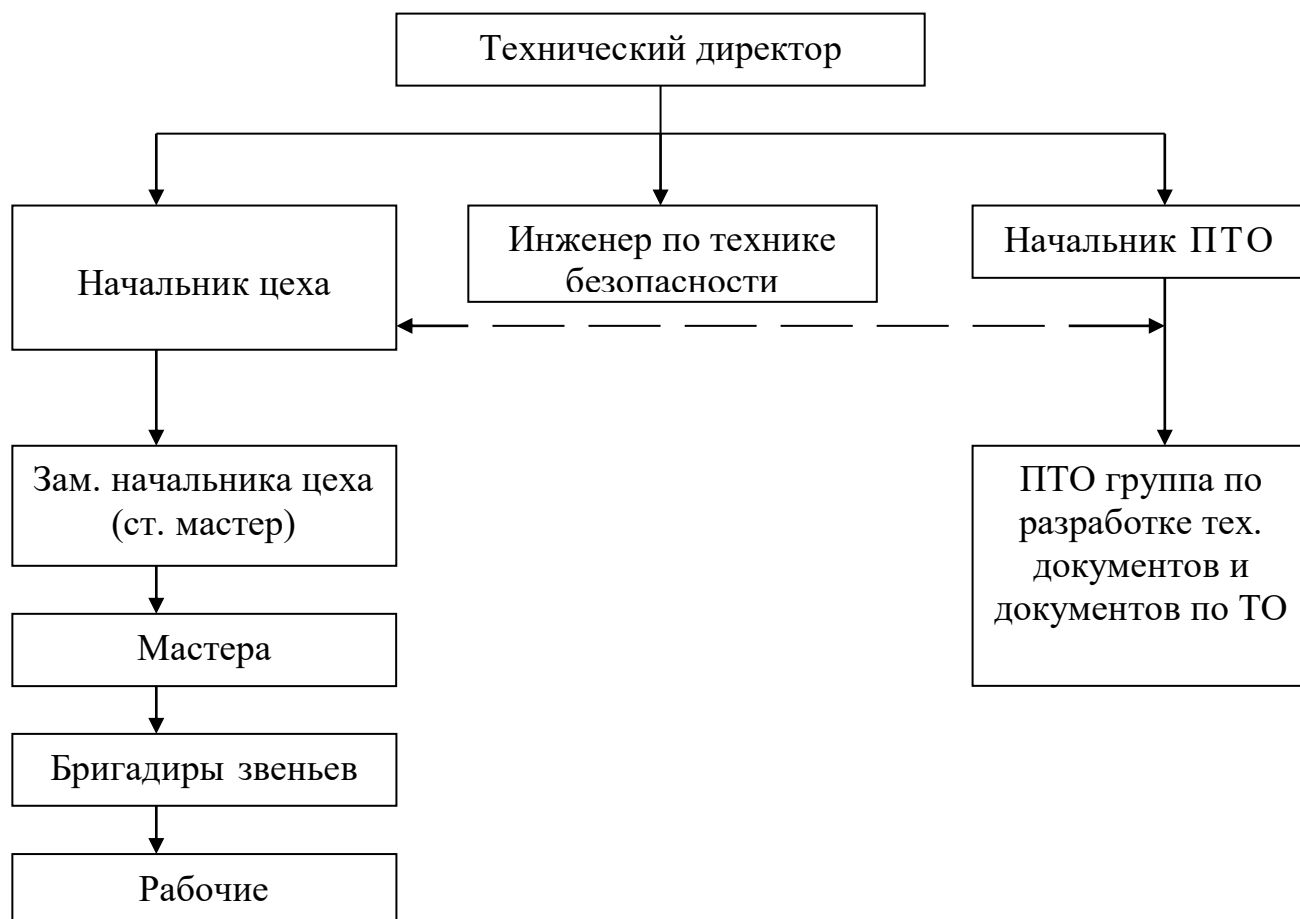 Технический директор
Начальник цеха
Инженер по технике
безопасности
Начальник ПТО
Зам. начальника цеха
(ст. мастер)
ПТО группа по
разработке тех.
документов и
документов по ТО
Мастера
Бригадиры звеньев
Рабочие